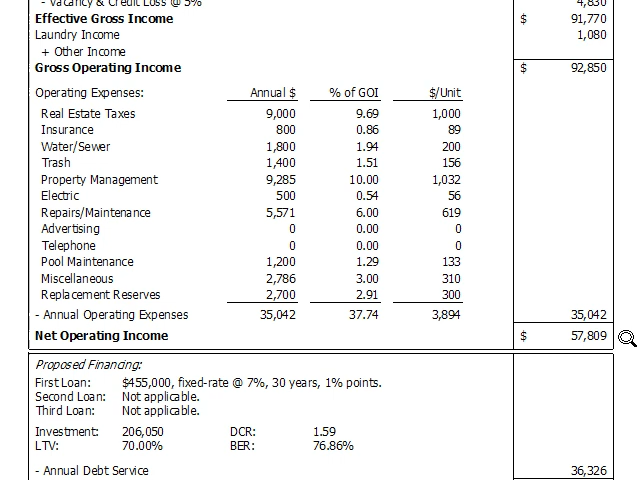 - Vacancy & Credit Loss @ 5% 4,830
Effective Gross Income $ 91,770
Laundry Income 1,080
+ Other Income
Gross Operating Income $ 92,850
Operating Expenses: Annual $ % of GOI $/Unit
Real Estate Taxes 9,000 9.69 1,000
Insurance 800 0.86 89
Water/Sewer 1,800 1.94 200
Trash 1,400 1.51 156
Property Management 9,285 10.00 1,032
Electric 500 0.54 56
Repairs/Maintenance 5,571 6.00 619
Advertising 0 0.00 0
Telephone 0 0.00 0
Pool Maintenance 1,200 1.29 133
Miscellaneous 2,786 3.00 310
Replacement Reserves 2,700 2.91 300
- Annual Operating Expenses 35,042 37.74 3,894 35,042
Net Operating Income $ 57,809
Proposed Financing:
First Loan: $455,000, fixed-rate @ 7%, 30 years, 1% points.
Second Loan: Not applicable.
Third Loan: Not applicable.
Investment: 206,050 DCR: 1.59
LTV: 70.00% BER: 76.86%
- Annual Debt Service 36,326